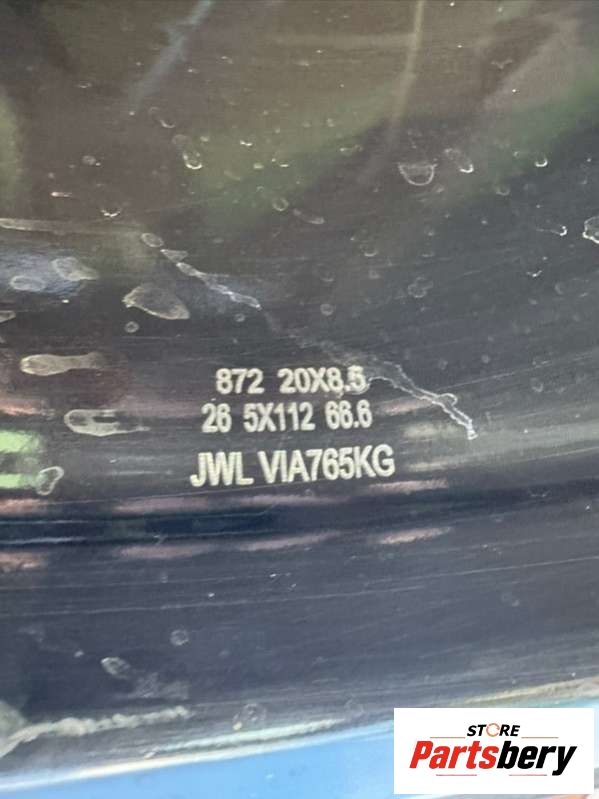 872 20X8.5
26 5X112 66.6
JWL VIA765KG
STORE
Partsbery